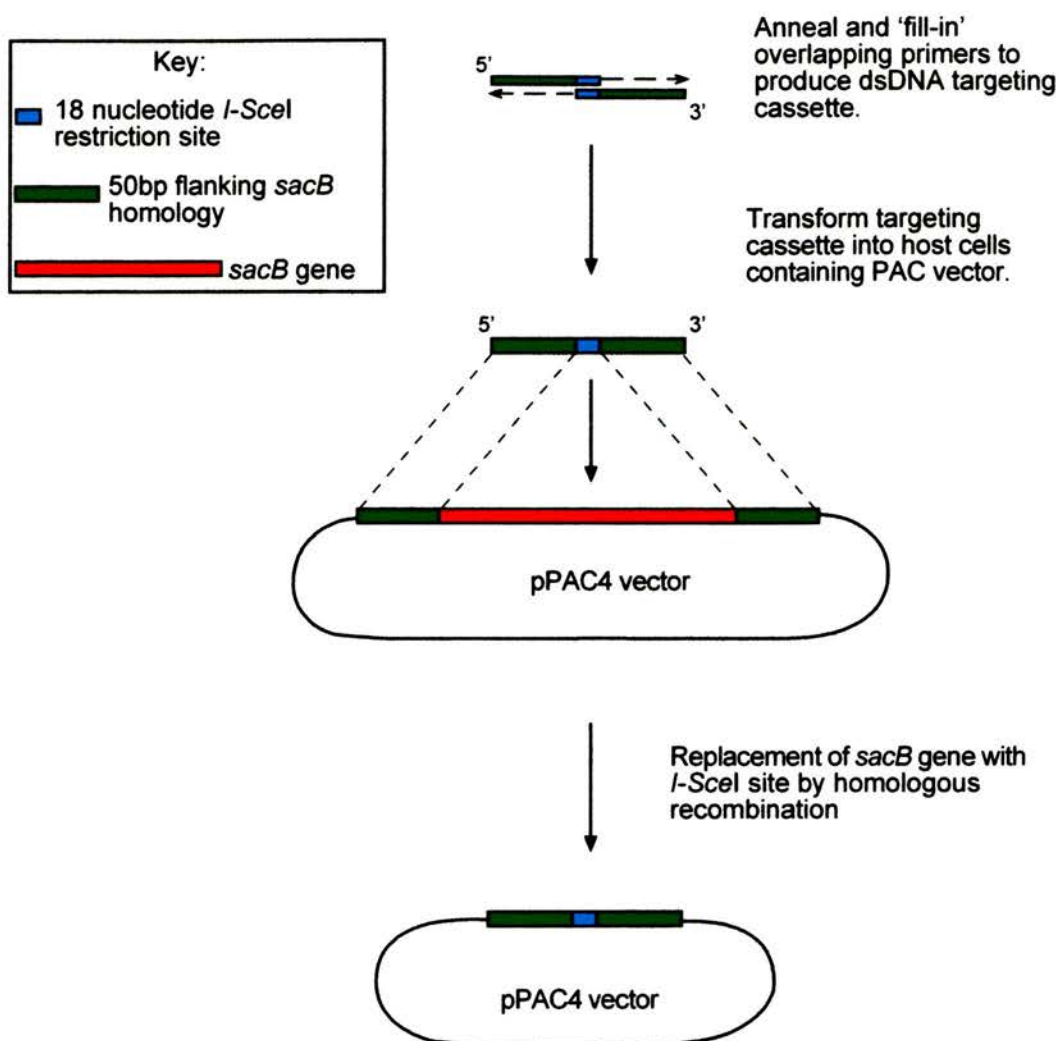 Key:
18 nucleotide I-SceI
restriction site
50bp flanking sacB
homology
sacB gene
5'
3'
Anneal and ‘fill-in’
overlapping primers to
produce dsDNA targeting
cassette.
Transform targeting
cassette into host cells
containing PAC vector.
5'
3'
pPAC4 vector
Replacement of sacB gene with
I-SceI site by homologous
recombination
pPAC4 vector